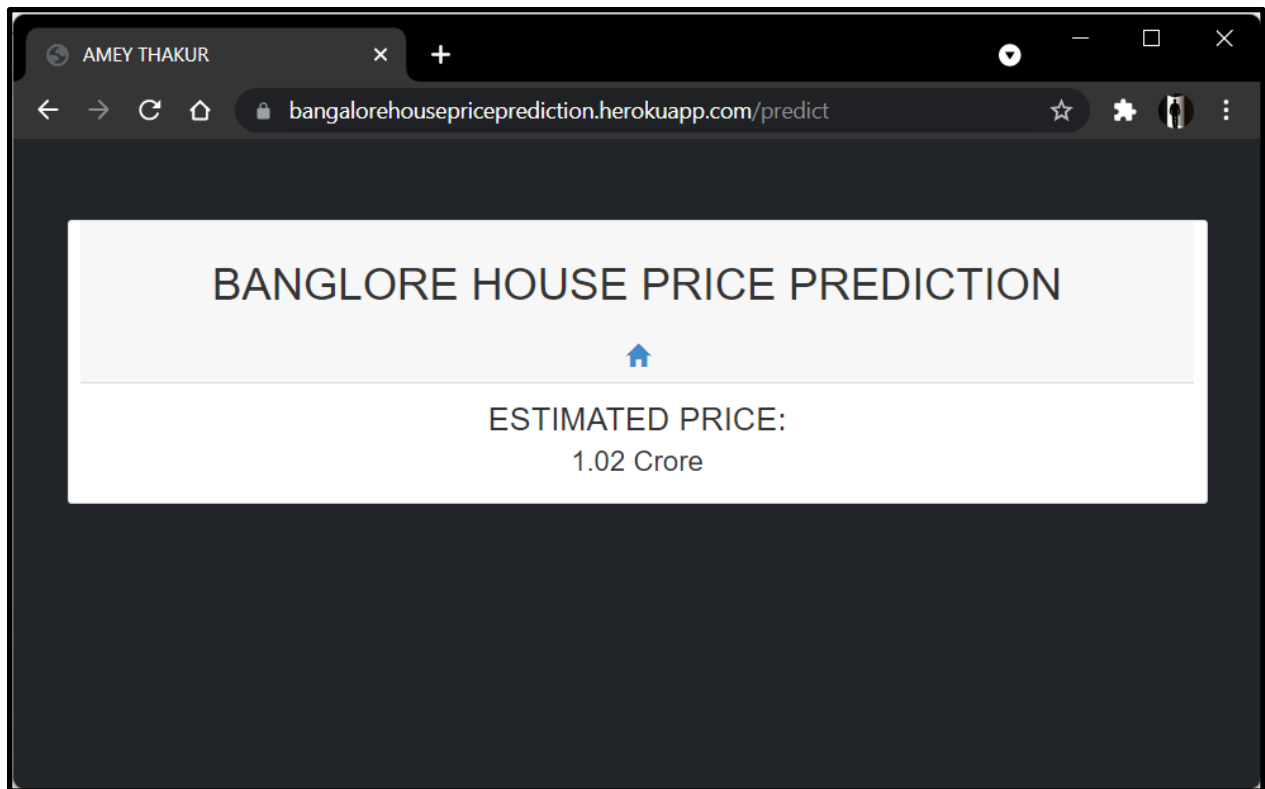 AMEY THAKUR
bangalorehousepriceprediction.herokuapp.com/predict
BANGLORE HOUSE PRICE PREDICTION
ESTIMATED PRICE:
1.02 Crore